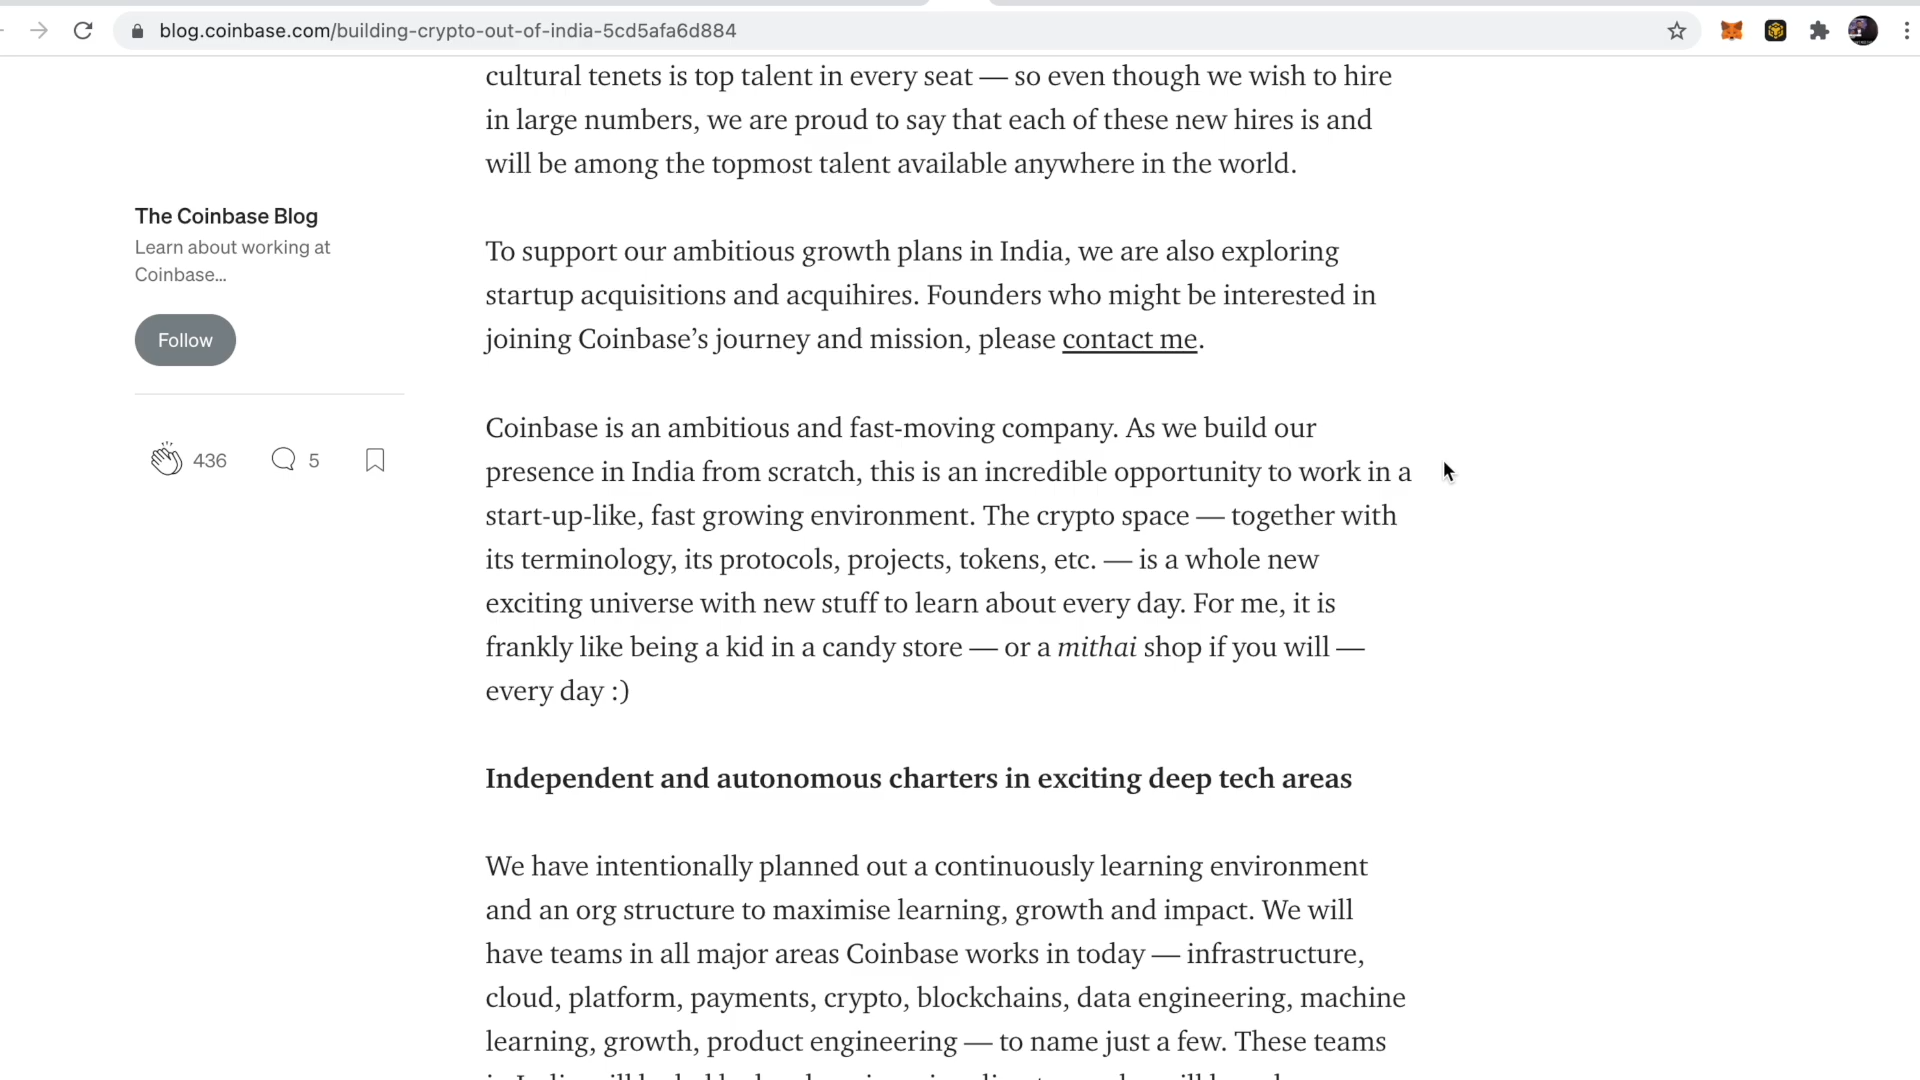 blog.coinbase.com/building-crypto-out-of-india-5cd5afa6d884
cultural tenets is top talent in every seat — so even though we wish to hire
in large numbers, we are proud to say that each of these new hires is and
will be among the topmost talent available anywhere in the world.
The Coinbase Blog
Learn about working at
Coinbase...
Follow
436
5
To support our ambitious growth plans in India, we are also exploring
startup acquisitions and acquihires. Founders who might be interested in
joining Coinbase’s journey and mission, please contact me.
Coinbase is an ambitious and fast-moving company. As we build our
presence in India from scratch, this is an incredible opportunity to work in a
start-up-like, fast growing environment. The crypto space — together with
its terminology, its protocols, projects, tokens, etc. — is a whole new
exciting universe with new stuff to learn about every day. For me, it is
frankly like being a kid in a candy store — or a mithai shop if you will —
every day :)
Independent and autonomous charters in exciting deep tech areas
We have intentionally planned out a continuously learning environment
and an org structure to maximise learning, growth and impact. We will
have teams in all major areas Coinbase works in today — infrastructure,
cloud, platform, payments, crypto, blockchains, data engineering, machine
learning, growth, product engineering — to name just a few. These teams